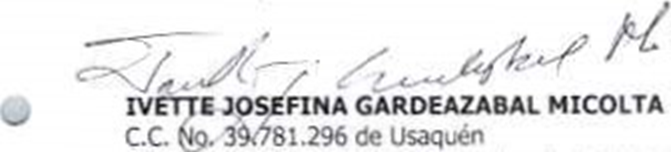 IVETTE JOSEFINA GARDEAZABAL MICOLTA
C.C. No. 39.781.296 de Usaquén